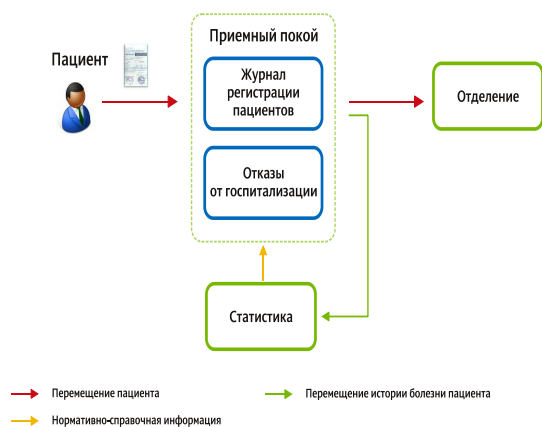 Приемный покой
Пациент
Журнал
регистрации
пациентов
Отделение
Отказы
от госпитализации
Статистика
Перемещение пациента
Перемещение истории болезни пациента
Нормативно-справочная информация